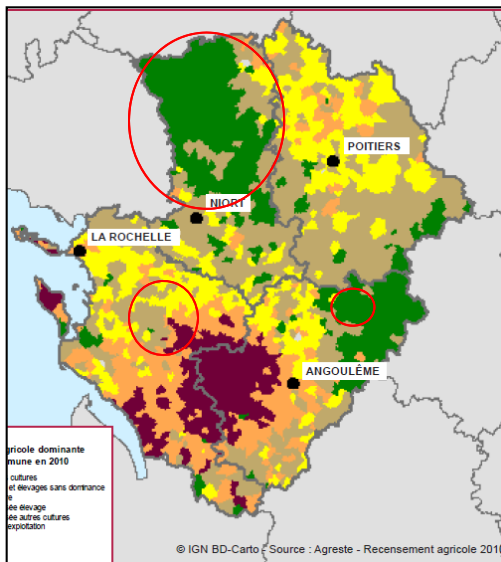 POITIERS
NIORT
LA ROCHELLE
ANGOULÊME
gricole dominante
mune en 2010
cultures
et élevages sans dominance
e
ée élevage
ée autres cultures
exploitation
© IGN BD-Carto - Source : Agreste - Recensement agricole 2010